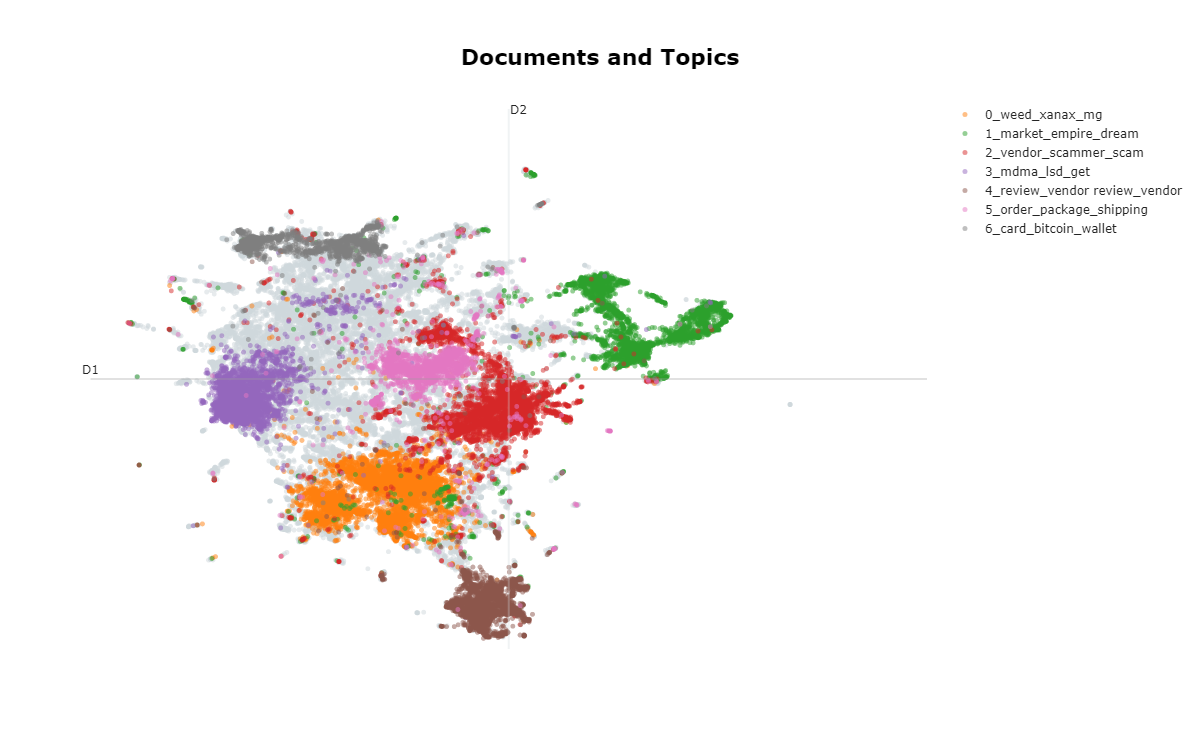 Documents and Topics
D2
D1
0_weed_xanax_mg
1_market_empire_dream
2_vendor_scammer_scam
3_mdma_lsd_get
4_review_vendor review_vendor
5_order_package_shipping
6_card_bitcoin_wallet